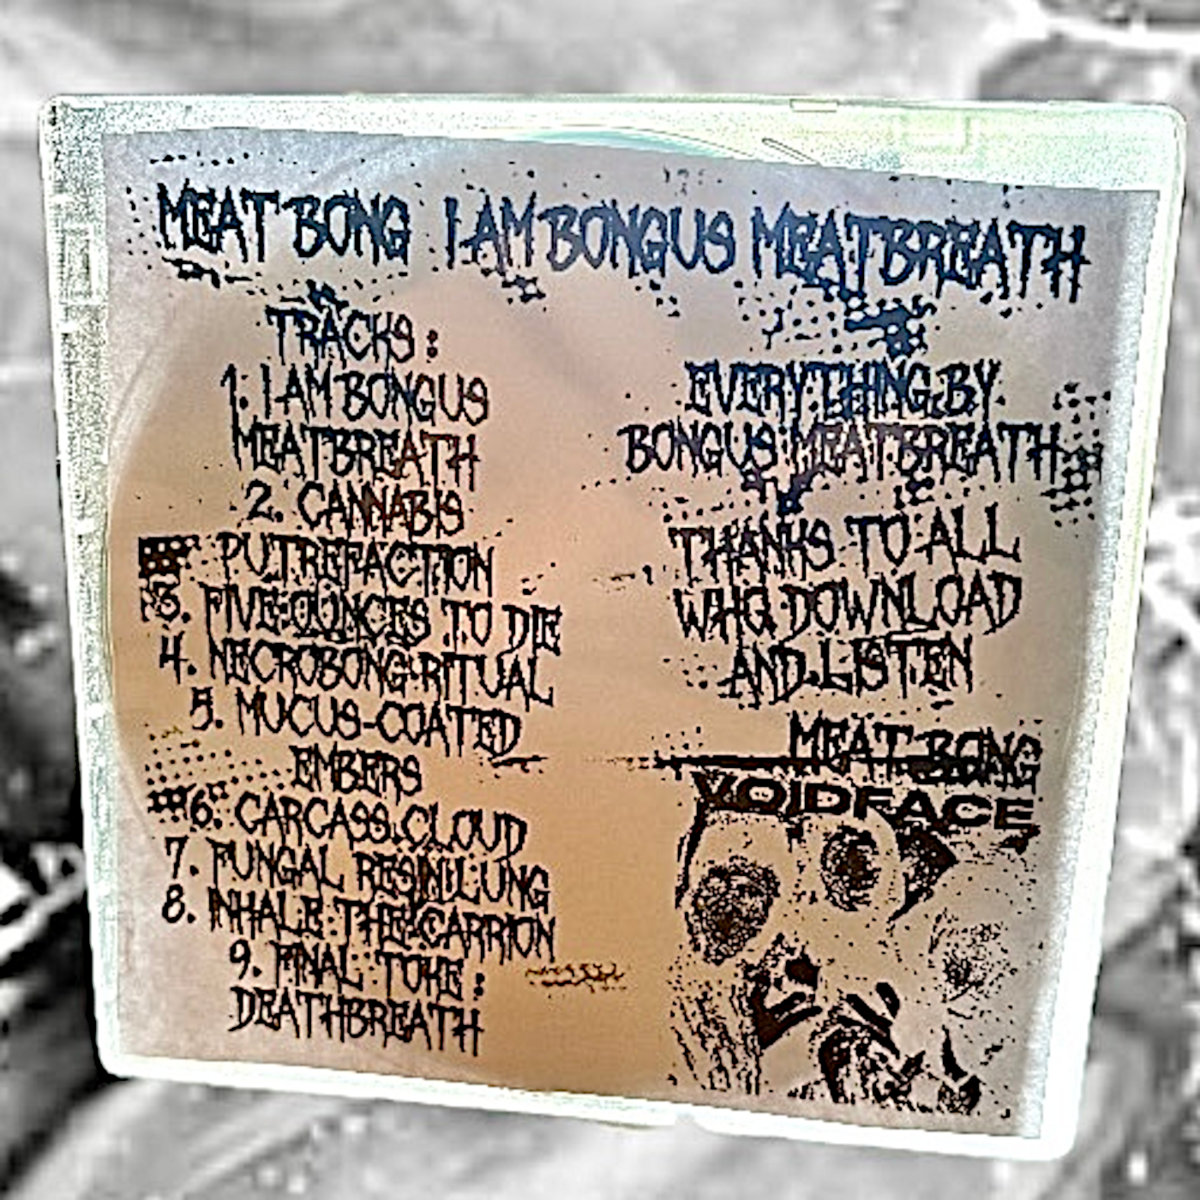 MEAT BONG I AM BONGUS MEATBREATH
TRACKS:
1. I AM BONGUS
MEATBREATH
2. CANNABIS
PUTREFACTION
3. FIVE OUNCES TO DIE
4. NECROBONG RITUAL
5. MUCUS-COATED
EMBERS
6. CARCASS CLOUD
7. FUNGAL RESIN LUNG
8. INHALE THE CARRION
9. FINAL TOKE:
DEATHBREATH
EVERYTHING BY
BONGUS MEATBREATH
THANKS TO ALL
WHO DOWNLOAD
AND LISTEN
MEAT BONG
VOIDFACE